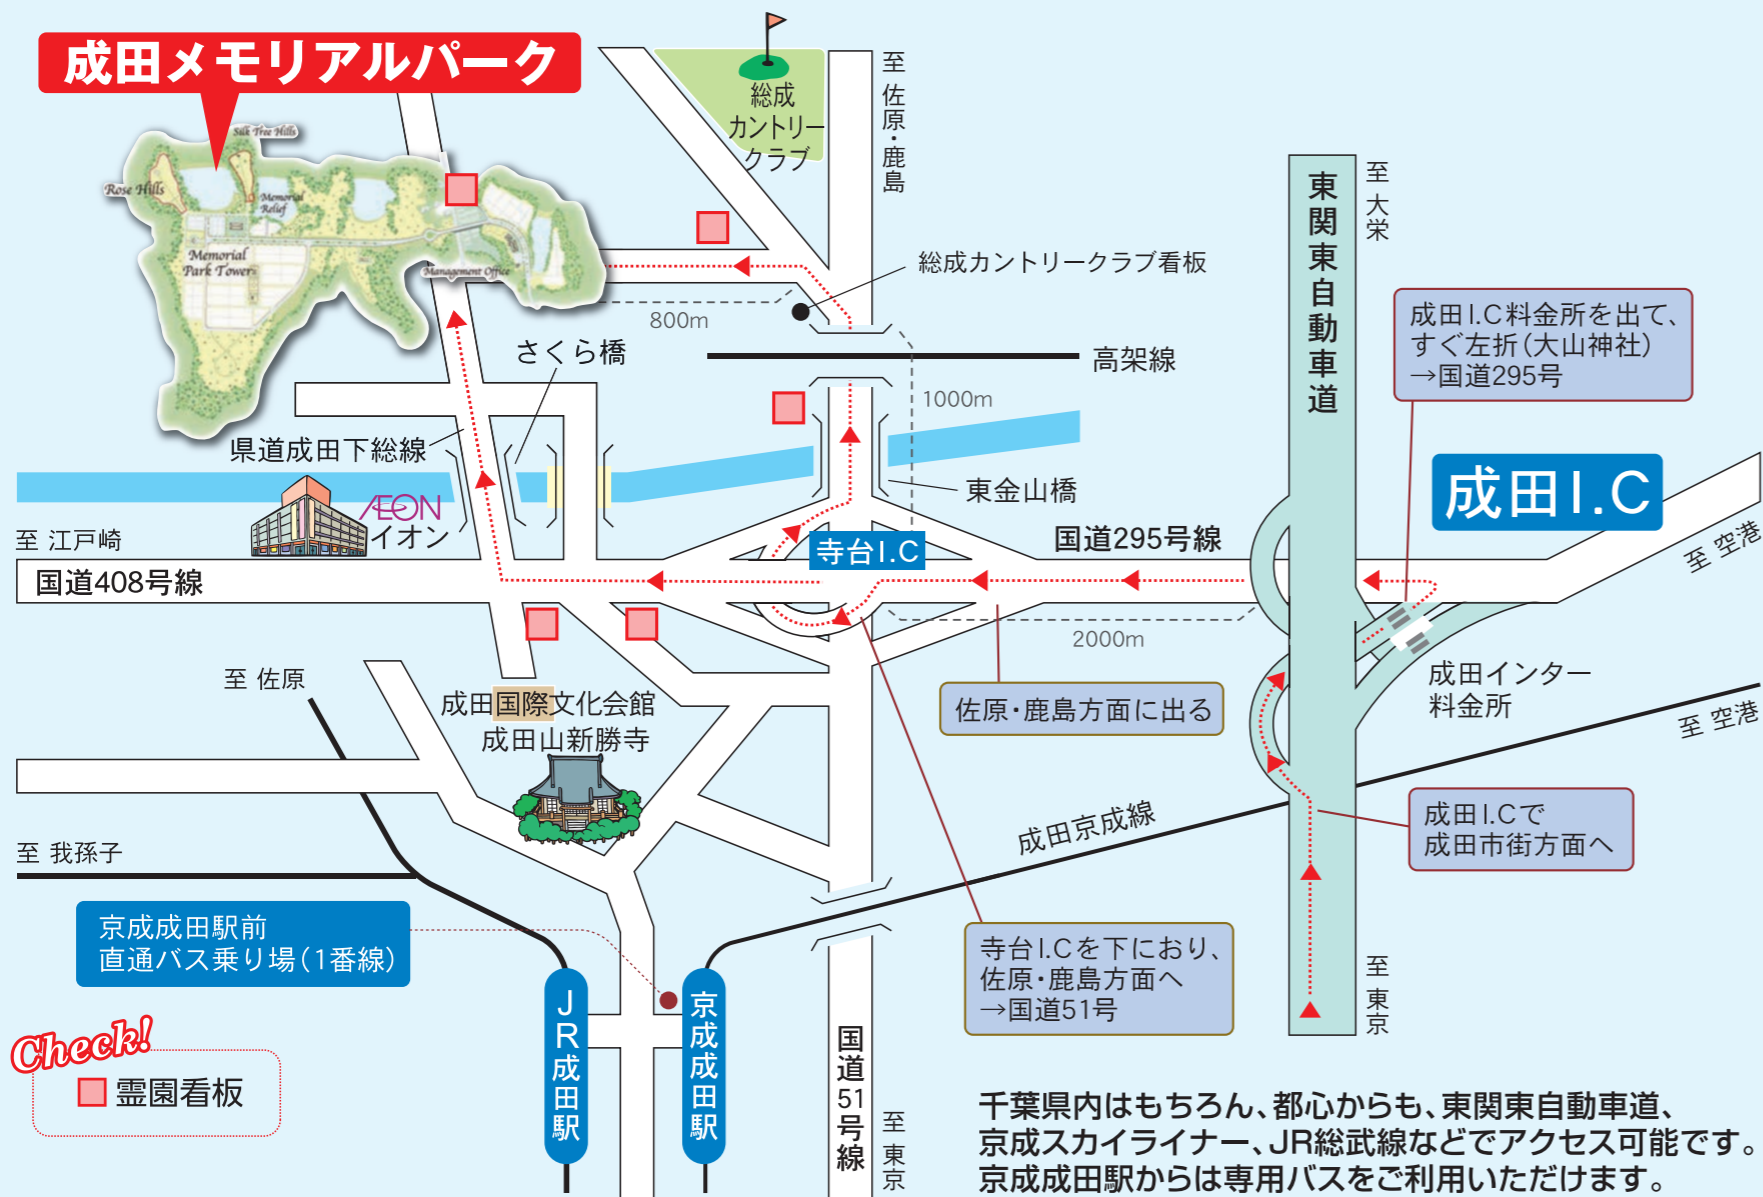 成田メモリアルパーク
Silk Tree Hills
Rose Hills
Memorial
Relief
Memorial
Park Tower
Management Office
総成
カントリー
クラブ
至 佐原・鹿島
総成カントリークラブ看板
800m
高架線
1000m
さくら橋
県道成田下総線
ÆON
イオン
至 江戸崎
国道408号線
東金山橋
寺台I.C
国道295号線
2000m
東関東自動車道
至 大栄
成田I.C料金所を出て、
すぐ左折(大山神社)
→国道295号
成田I.C
至 空港
成田インター
料金所
至 空港
佐原・鹿島方面に出る
至 佐原
成田国際文化会館
成田山新勝寺
成田京成線
成田I.Cで
成田市街方面へ
至 我孫子
京成成田駅前
直通バス乗り場(1番線)
寺台I.Cを下におり、
佐原・鹿島方面へ
→国道51号
至 東京
JR成田駅
京成成田駅
国道51号線
至 東京
Check!
霊園看板
千葉県内はもちろん、都心からも、東関東自動車道、
京成スカイライナー、JR総武線などでアクセス可能です。
京成成田駅からは専用バスをご利用いただけます。